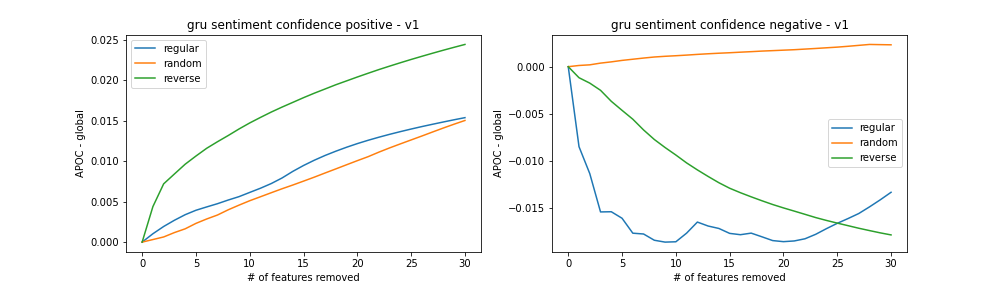 gru sentiment confidence positive - v1
0.025
0.020
0.015
0.010
0.005
0.000
APOC - global
regular
random
reverse
0 5 10 15 20 25 30
# of features removed
gru sentiment confidence negative - v1
0.000
−0.005
−0.010
−0.015
APOC - global
regular
random
reverse
0 5 10 15 20 25 30
# of features removed